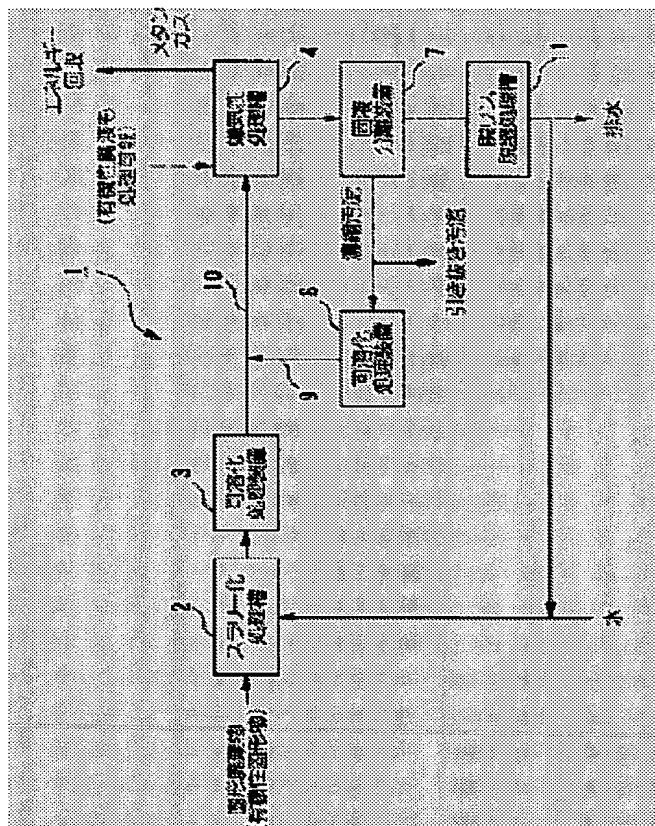 エネルギー
回収
メタン
ガス
(有機性廃液も
処理可能)
1
10
嫌気性
処理槽
4
固液
分離装置
7
脱リン,
脱窒処理槽
11
排水
濃縮汚泥
引き抜き汚泥
8
可溶化
処理装置
9
3
可溶化
処理装置
2
スラリー化
処理槽
水
固形廃棄物
(有機性固形物)